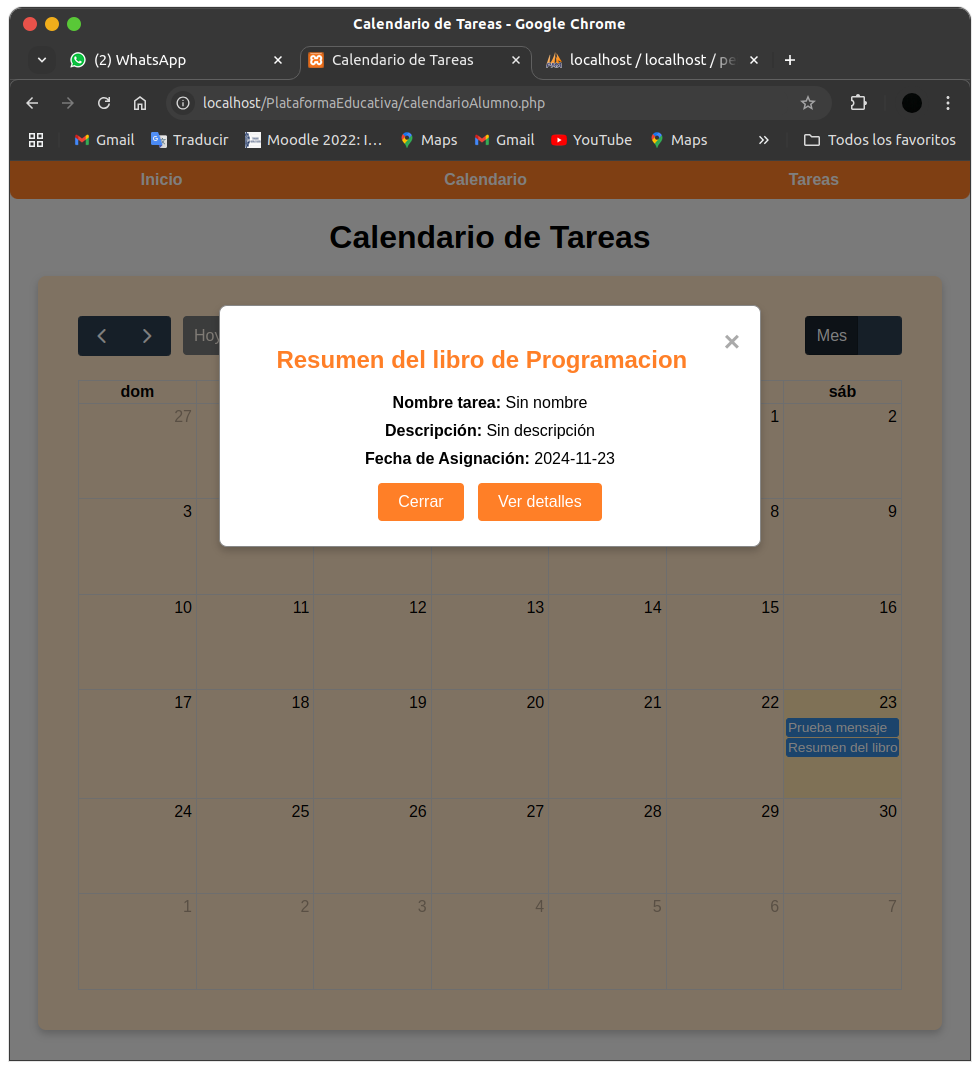 Calendario de Tareas - Google Chrome
(2) WhatsApp
Calendario de Tareas
localhost / localhost / pe
localhost/PlataformaEducativa/calendarioAlumno.php
Gmail Traducir Moodle 2022: I... Maps Gmail YouTube Maps » Todos los favoritos
Inicio Calendario Tareas
Calendario de Tareas
Hoy Mes
×
Resumen del libro de Programacion
Nombre tarea: Sin nombre
Descripción: Sin descripción
Fecha de Asignación: 2024-11-23
Cerrar Ver detalles
dom sáb
27 1 2
3 8 9
10 11 12 13 14 15 16
17 18 19 20 21 22 23
Prueba mensaje
Resumen del libro
24 25 26 27 28 29 30
1 2 3 4 5 6 7